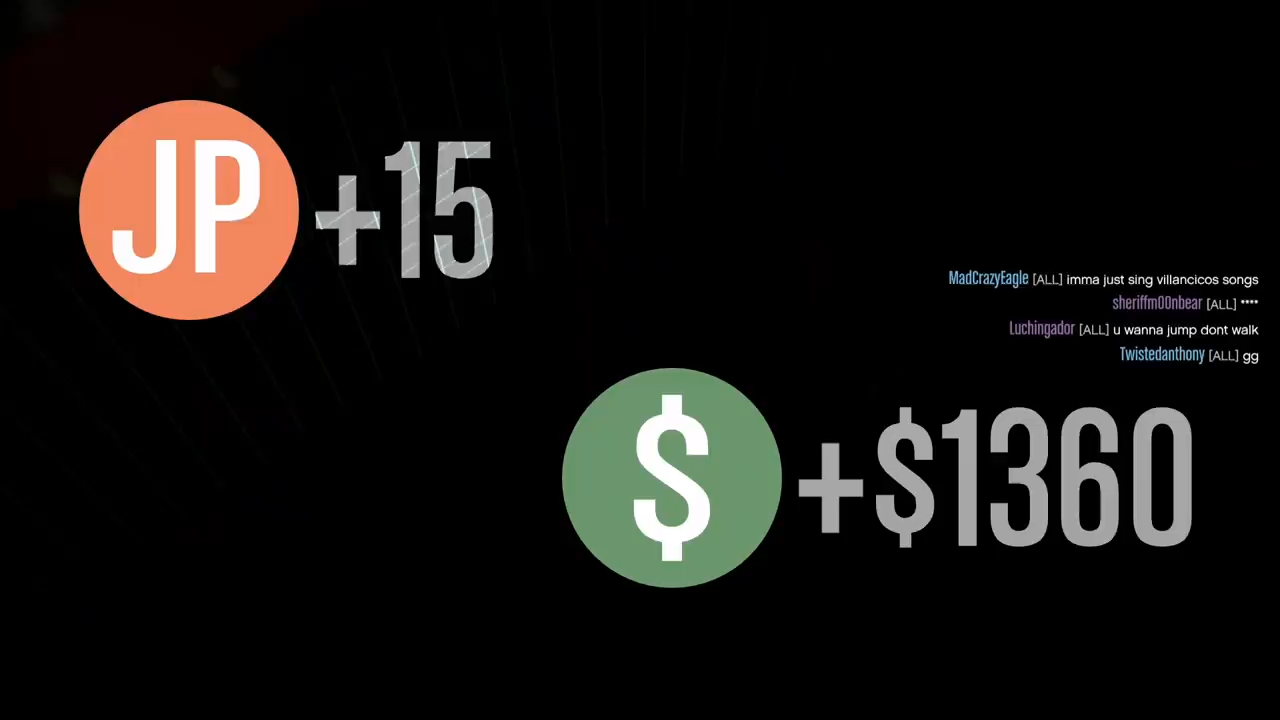 JP +15
MadCrazyEagle [ALL] imma just sing villancicos songs
sheriffm00nbear [ALL] ****
Luchingador [ALL] u wanna jump dont walk
Twistedanthony [ALL] gg
$ +$1360